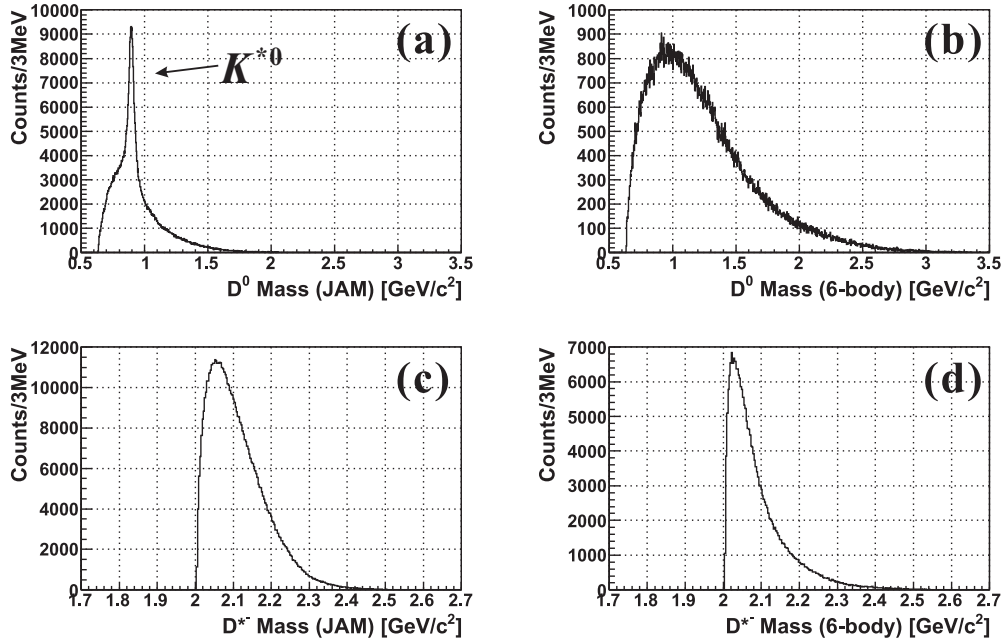 Counts/3MeV
10000
9000
8000
7000
6000
5000
4000
3000
2000
1000
0
(a)
K*0
0.5 1 1.5 2 2.5 3 3.5
D0 Mass (JAM) [GeV/c2]
Counts/3MeV
1000
900
800
700
600
500
400
300
200
100
0
(b)
0.5 1 1.5 2 2.5 3 3.5
D0 Mass (6-body) [GeV/c2]
Counts/3MeV
12000
10000
8000
6000
4000
2000
0
(c)
1.7 1.8 1.9 2 2.1 2.2 2.3 2.4 2.5 2.6 2.7
D*- Mass (JAM) [GeV/c2]
Counts/3MeV
7000
6000
5000
4000
3000
2000
1000
0
(d)
1.7 1.8 1.9 2 2.1 2.2 2.3 2.4 2.5 2.6 2.7
D*- Mass (6-body) [GeV/c2]